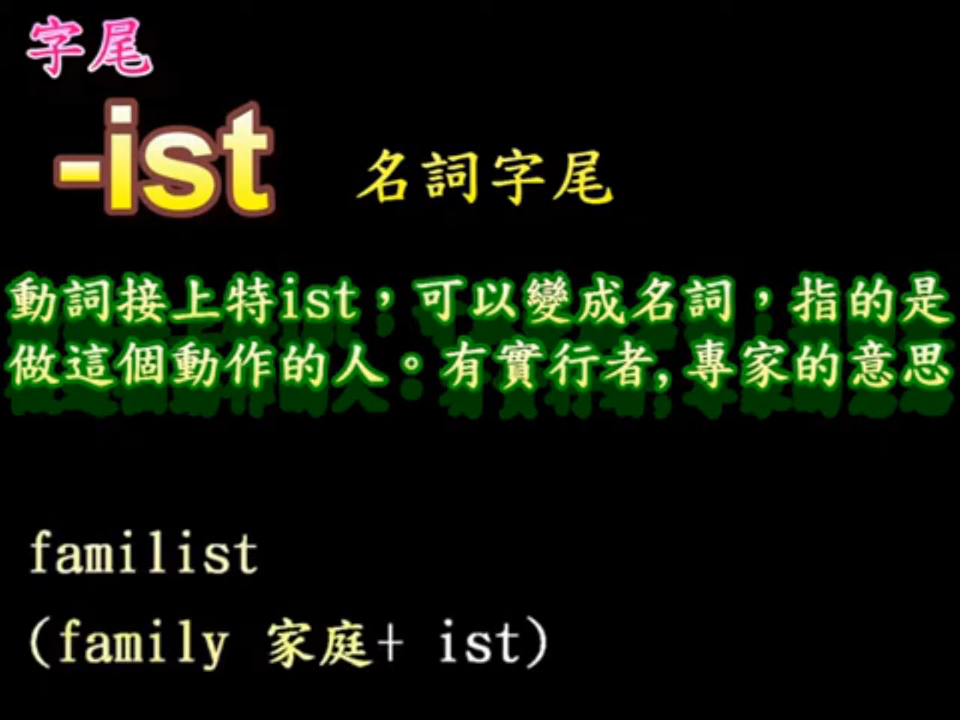 字尾
-ist 名詞字尾
動詞接上特ist，可以變成名詞，指的是
做這個動作的人。有實行者,專家的意思
familist
(family 家庭+ ist)